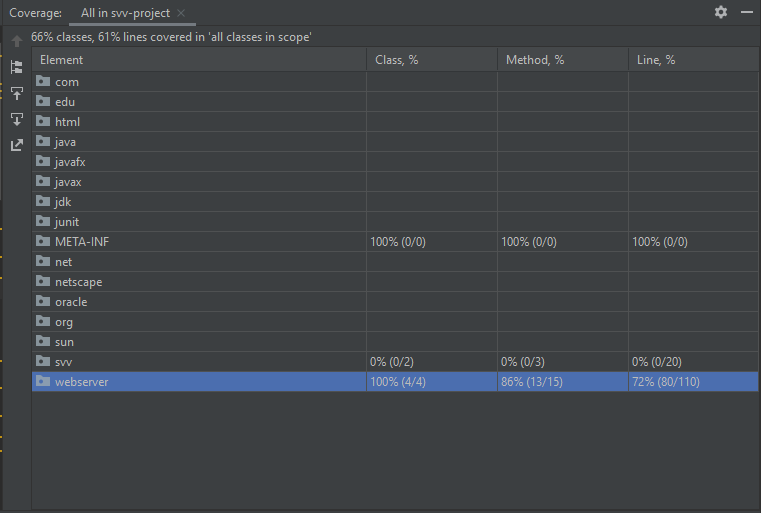 Coverage: All in svv-project
66% classes, 61% lines covered in 'all classes in scope'
Element Class, % Method, % Line, %
com
edu
html
java
javafx
javax
jdk
junit
META-INF 100% (0/0) 100% (0/0) 100% (0/0)
net
netscape
oracle
org
sun
svv 0% (0/2) 0% (0/3) 0% (0/20)
webserver 100% (4/4) 86% (13/15) 72% (80/110)